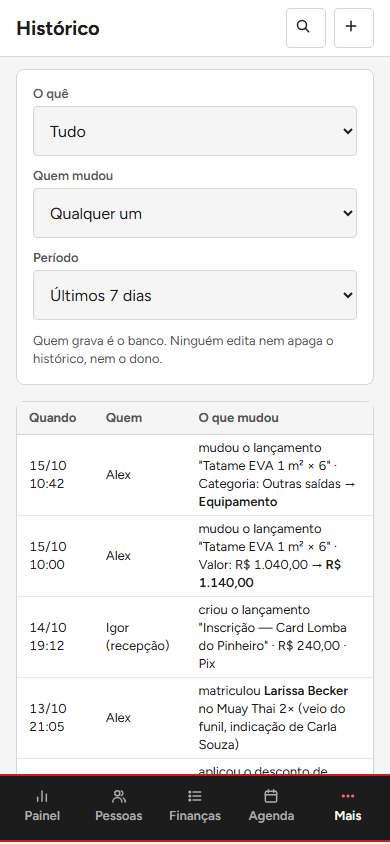 Histórico
O quê
Tudo
Quem mudou
Qualquer um
Período
Últimos 7 dias
Quem grava é o banco. Ninguém edita nem apaga o
histórico, nem o dono.
Quando Quem O que mudou
15/10
10:42
Alex
mudou o lançamento
"Tatame EVA 1 m² × 6" ·
Categoria: Outras saídas →
Equipamento
15/10
10:00
Alex
mudou o lançamento
"Tatame EVA 1 m² × 6" ·
Valor: R$ 1.040,00 → R$
1.140,00
14/10
19:12
Igor
(recepção)
criou o lançamento
"Inscrição — Card Lomba
do Pinheiro" · R$ 240,00 ·
Pix
13/10
21:05
Alex
matriculou Larissa Becker
no Muay Thai 2× (veio do
funil, indicação de Carla
Souza)
aplicou o desconto de
Painel Pessoas Finanças Agenda Mais